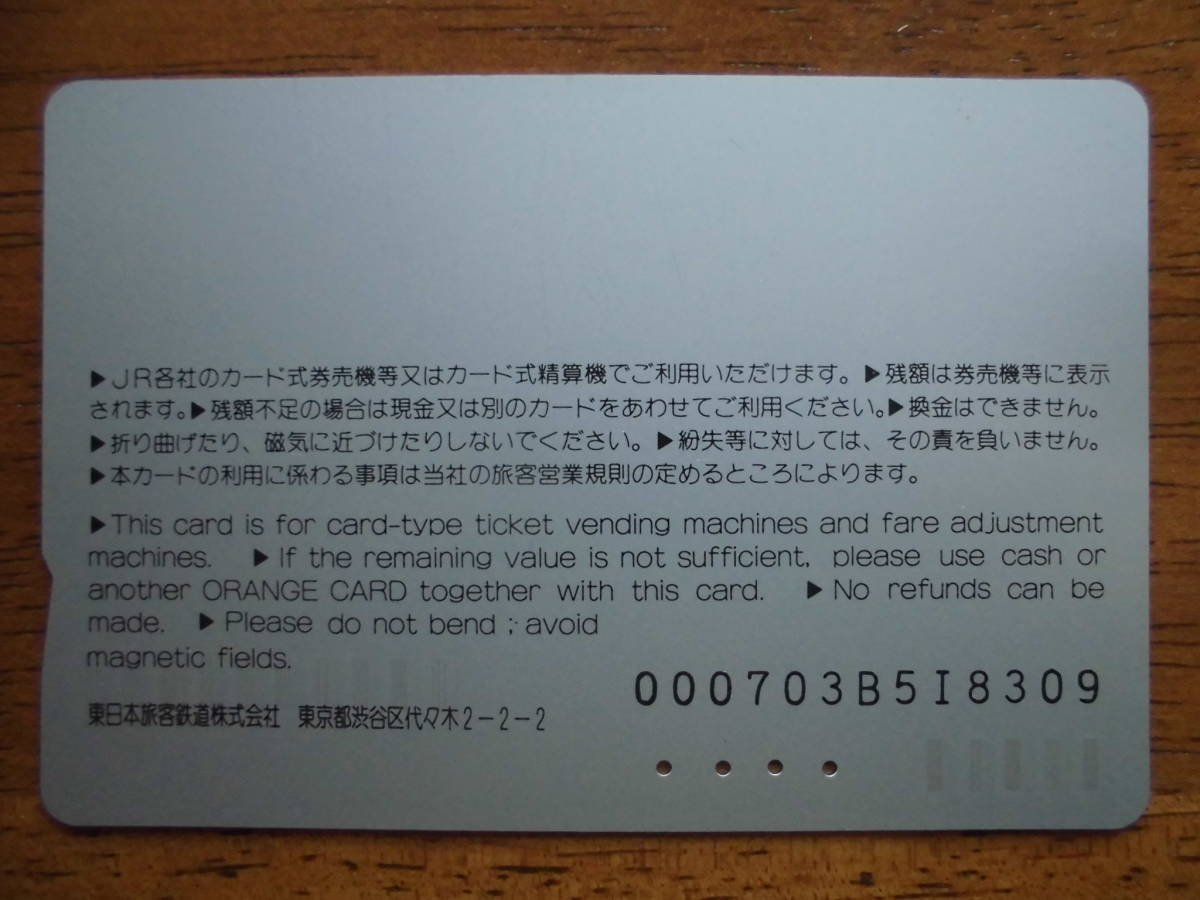 ▶JR各社のカード式券売機等又はカード式精算機でご利用いただけます。▶残額は券売機等に表示
されます。▶残額不足の場合は現金又は別のカードをあわせてご利用ください。▶換金はできません。
▶折り曲げたり、磁気に近づけたりしないでください。▶紛失等に対しては、その責を負いません。
▶本カードの利用に係わる事項は当社の旅客営業規則の定めるところによります。
▶This card is for card-type ticket vending machines and fare adjustment
machines. ▶If the remaining value is not sufficient, please use cash or
another ORANGE CARD together with this card. ▶No refunds can be
made. ▶Please do not bend ; avoid
magnetic fields.
000703B5I8309
東日本旅客鉄道株式会社 東京都渋谷区代々木2-2-2